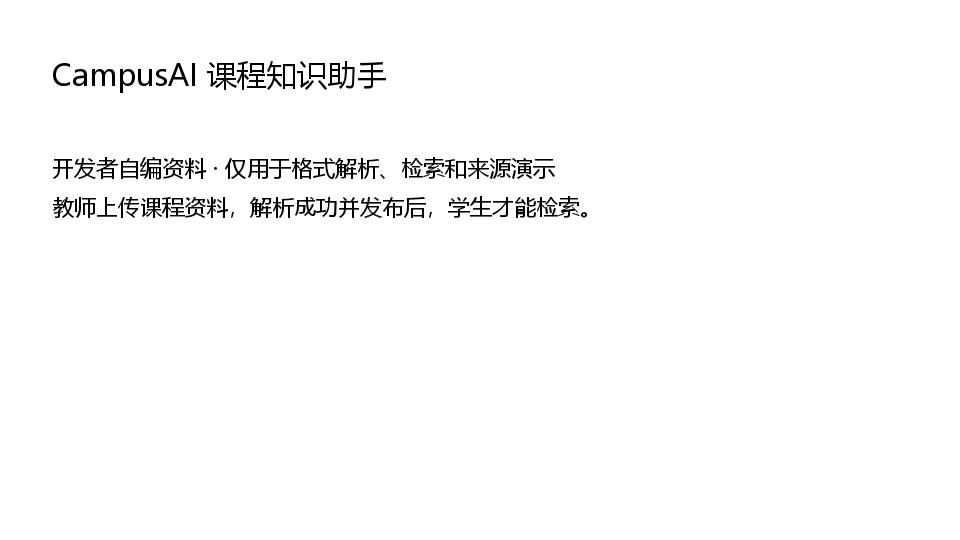 CampusAI 课程知识助手
开发者自编资料 · 仅用于格式解析、检索和来源演示
教师上传课程资料，解析成功并发布后，学生才能检索。